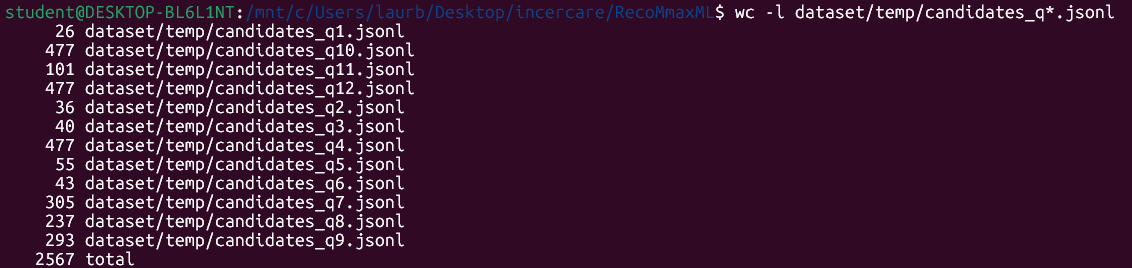 student@DESKTOP-BL6L1NT:/mnt/c/Users/laurb/Desktop/incercare/RecoMmaxML$ wc -l dataset/temp/candidates_q*.jsonl
26 dataset/temp/candidates_q1.jsonl
477 dataset/temp/candidates_q10.jsonl
101 dataset/temp/candidates_q11.jsonl
477 dataset/temp/candidates_q12.jsonl
36 dataset/temp/candidates_q2.jsonl
40 dataset/temp/candidates_q3.jsonl
477 dataset/temp/candidates_q4.jsonl
55 dataset/temp/candidates_q5.jsonl
43 dataset/temp/candidates_q6.jsonl
305 dataset/temp/candidates_q7.jsonl
237 dataset/temp/candidates_q8.jsonl
293 dataset/temp/candidates_q9.jsonl
2567 total